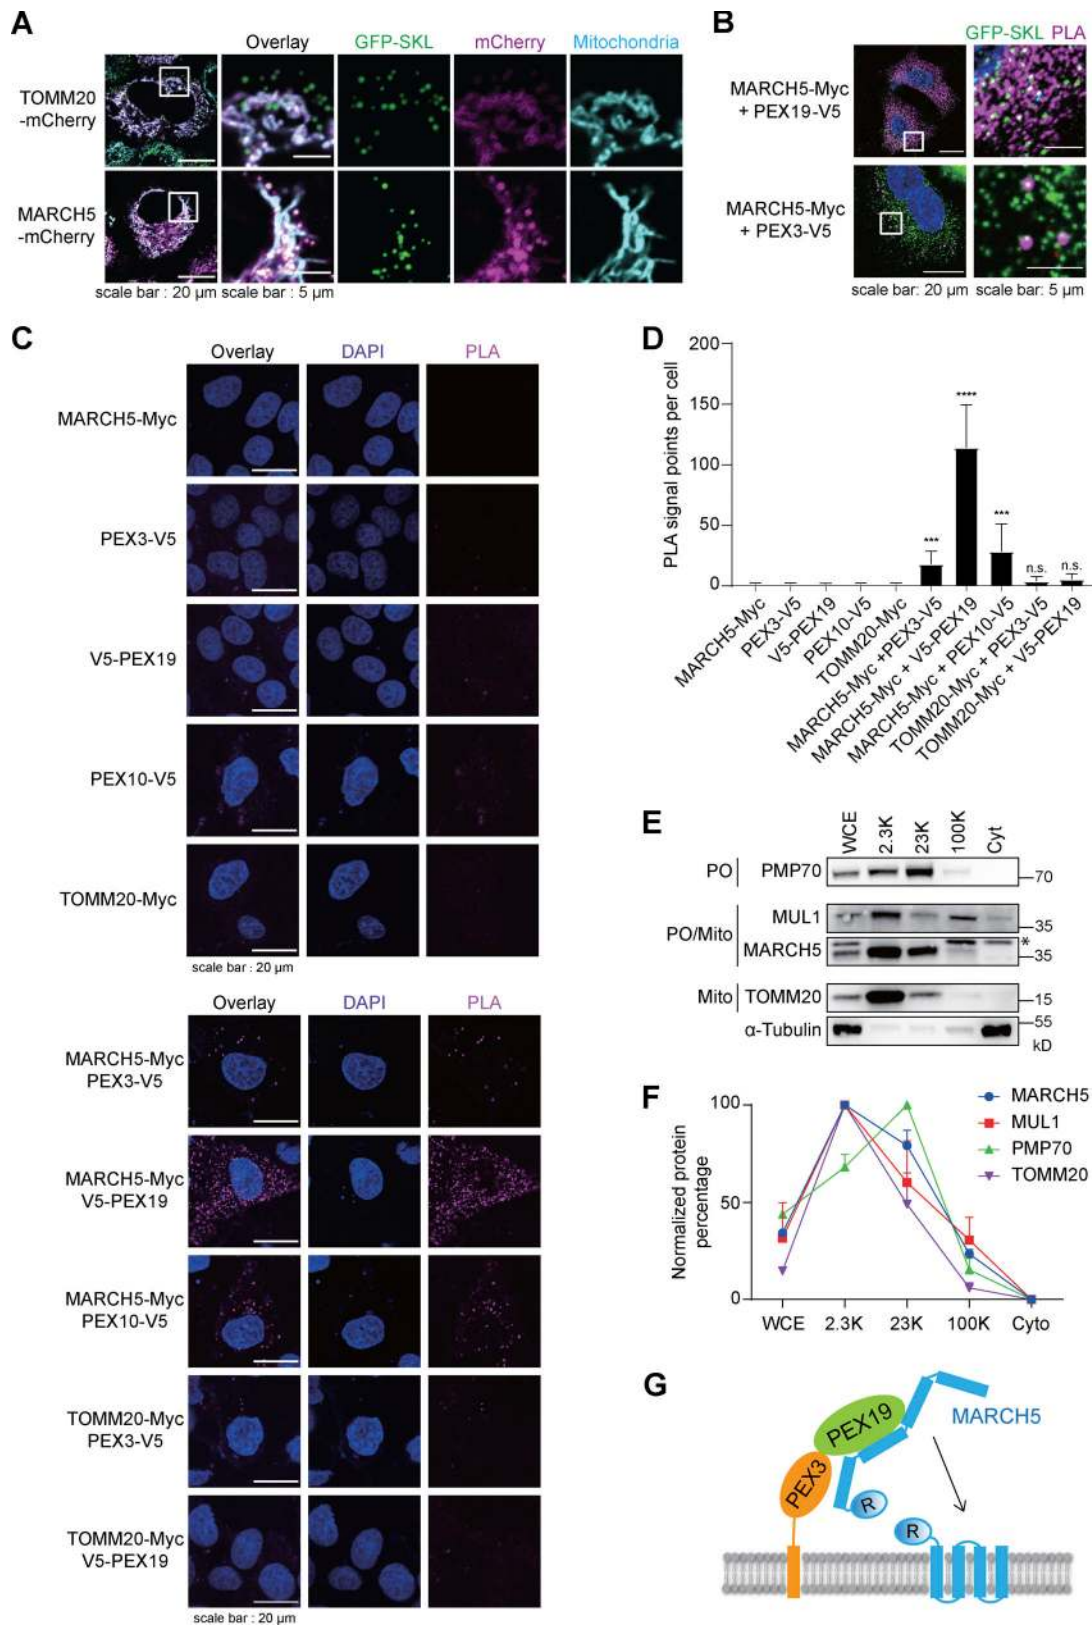 A
Overlay GFP-SKL mCherry Mitochondria
TOMM20
-mCherry
MARCH5
-mCherry
scale bar : 20 µm scale bar : 5 µm
B
GFP-SKL PLA
MARCH5-Myc
+ PEX19-V5
MARCH5-Myc
+ PEX3-V5
scale bar: 20 µm scale bar: 5 µm
C
Overlay DAPI PLA
MARCH5-Myc
PEX3-V5
V5-PEX19
PEX10-V5
TOMM20-Myc
scale bar : 20 µm
Overlay DAPI PLA
MARCH5-Myc
PEX3-V5
MARCH5-Myc
V5-PEX19
MARCH5-Myc
PEX10-V5
TOMM20-Myc
PEX3-V5
TOMM20-Myc
V5-PEX19
scale bar : 20 µm
D
PLA signal points per cell
200
150
100
50
0
***
****
***
n.s.
n.s.
MARCH5-Myc
PEX3-V5
V5-PEX19
PEX10-V5
TOMM20-Myc
MARCH5-Myc +PEX3-V5
MARCH5-Myc + V5-PEX19
MARCH5-Myc + PEX10-V5
TOMM20-Myc + PEX3-V5
TOMM20-Myc + V5-PEX19
E
WCE 2.3K 23K 100K Cyt
PO PMP70 70
PO/Mito
MUL1 35
MARCH5 * 35
Mito TOMM20 15
α-Tubulin 55
kD
F
Normalized protein
percentage
100
50
0
WCE 2.3K 23K 100K Cyto
MARCH5
MUL1
PMP70
TOMM20
G
PEX19
MARCH5
PEX3
R
R